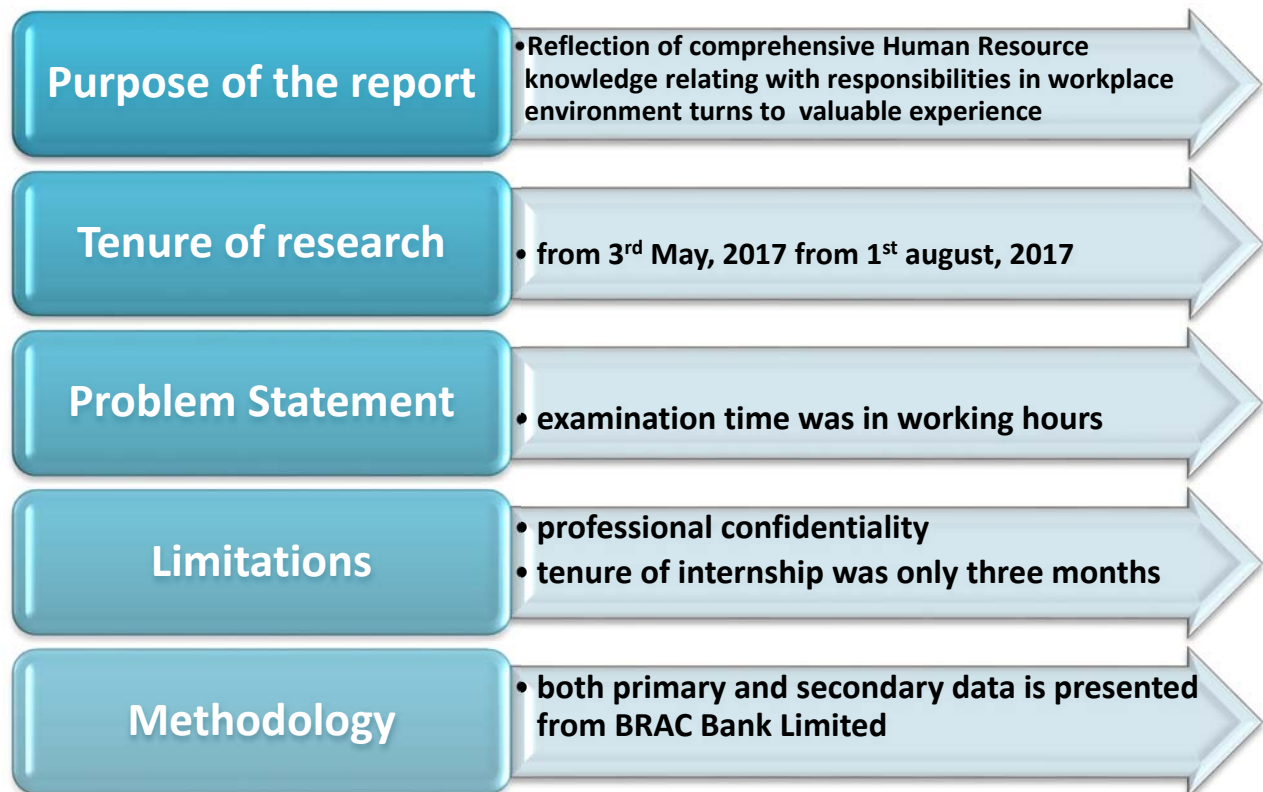 Purpose of the report
•Reflection of comprehensive Human Resource
knowledge relating with responsibilities in workplace
environment turns to valuable experience
Tenure of research
• from 3rd May, 2017 from 1st august, 2017
Problem Statement
• examination time was in working hours
Limitations
• professional confidentiality
• tenure of internship was only three months
Methodology
• both primary and secondary data is presented
from BRAC Bank Limited